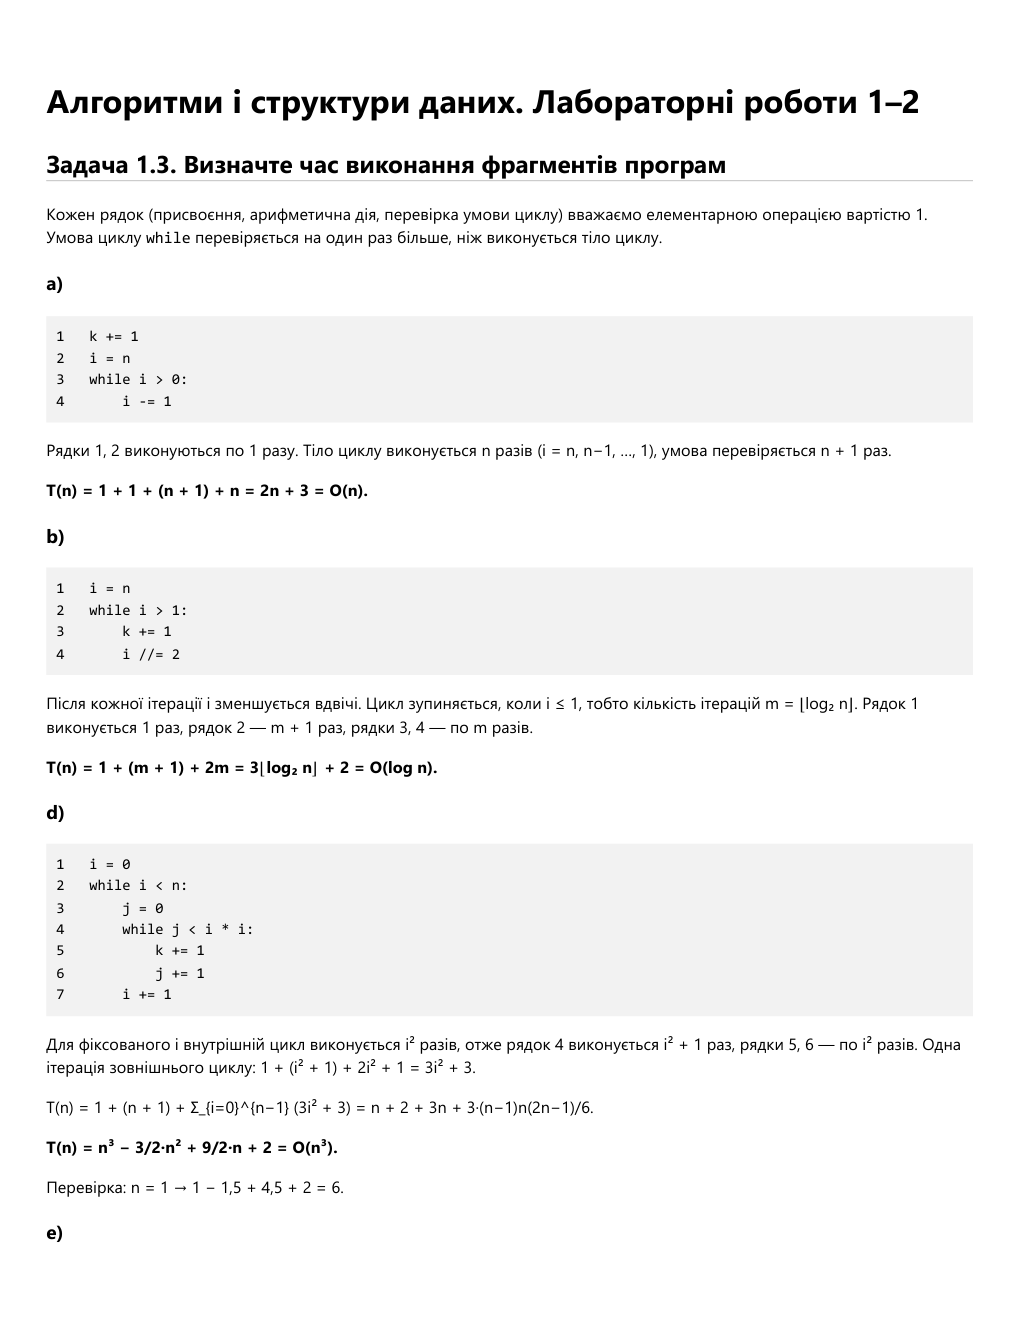 Алгоритми і структури даних. Лабораторні роботи 1–2
Задача 1.3. Визначте час виконання фрагментів програм
Кожен рядок (присвоєння, арифметична дія, перевірка умови циклу) вважаємо елементарною операцією вартістю 1.
Умова циклу while перевіряється на один раз більше, ніж виконується тіло циклу.
a)
1   k += 1
2   i = n
3   while i > 0:
4       i -= 1
Рядки 1, 2 виконуються по 1 разу. Тіло циклу виконується n разів (i = n, n−1, …, 1), умова перевіряється n + 1 раз.
T(n) = 1 + 1 + (n + 1) + n = 2n + 3 = O(n).
b)
1   i = n
2   while i > 1:
3       k += 1
4       i //= 2
Після кожної ітерації i зменшується вдвічі. Цикл зупиняється, коли i ≤ 1, тобто кількість ітерацій m = ⌊log₂ n⌋. Рядок 1
виконується 1 раз, рядок 2 — m + 1 раз, рядки 3, 4 — по m разів.
T(n) = 1 + (m + 1) + 2m = 3⌊log₂ n⌋ + 2 = O(log n).
d)
1   i = 0
2   while i < n:
3       j = 0
4       while j < i * i:
5           k += 1
6           j += 1
7       i += 1
Для фіксованого i внутрішній цикл виконується i² разів, отже рядок 4 виконується i² + 1 раз, рядки 5, 6 — по i² разів. Одна
ітерація зовнішнього циклу: 1 + (i² + 1) + 2i² + 1 = 3i² + 3.
T(n) = 1 + (n + 1) + Σ_{i=0}^{n−1} (3i² + 3) = n + 2 + 3n + 3·(n−1)n(2n−1)/6.
T(n) = n³ − 3/2·n² + 9/2·n + 2 = O(n³).
Перевірка: n = 1 → 1 − 1,5 + 4,5 + 2 = 6.
e)